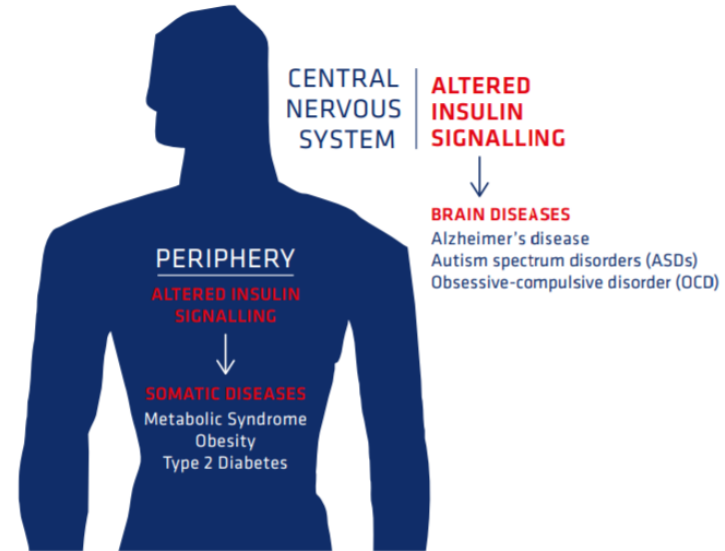 CENTRAL
NERVOUS
SYSTEM
ALTERED
INSULIN
SIGNALLING
BRAIN DISEASES
Alzheimer's disease
Autism spectrum disorders (ASDs)
Obsessive-compulsive disorder (OCD)
PERIPHERY
ALTERED INSULIN
SIGNALLING
SOMATIC DISEASES
Metabolic Syndrome
Obesity
Type 2 Diabetes